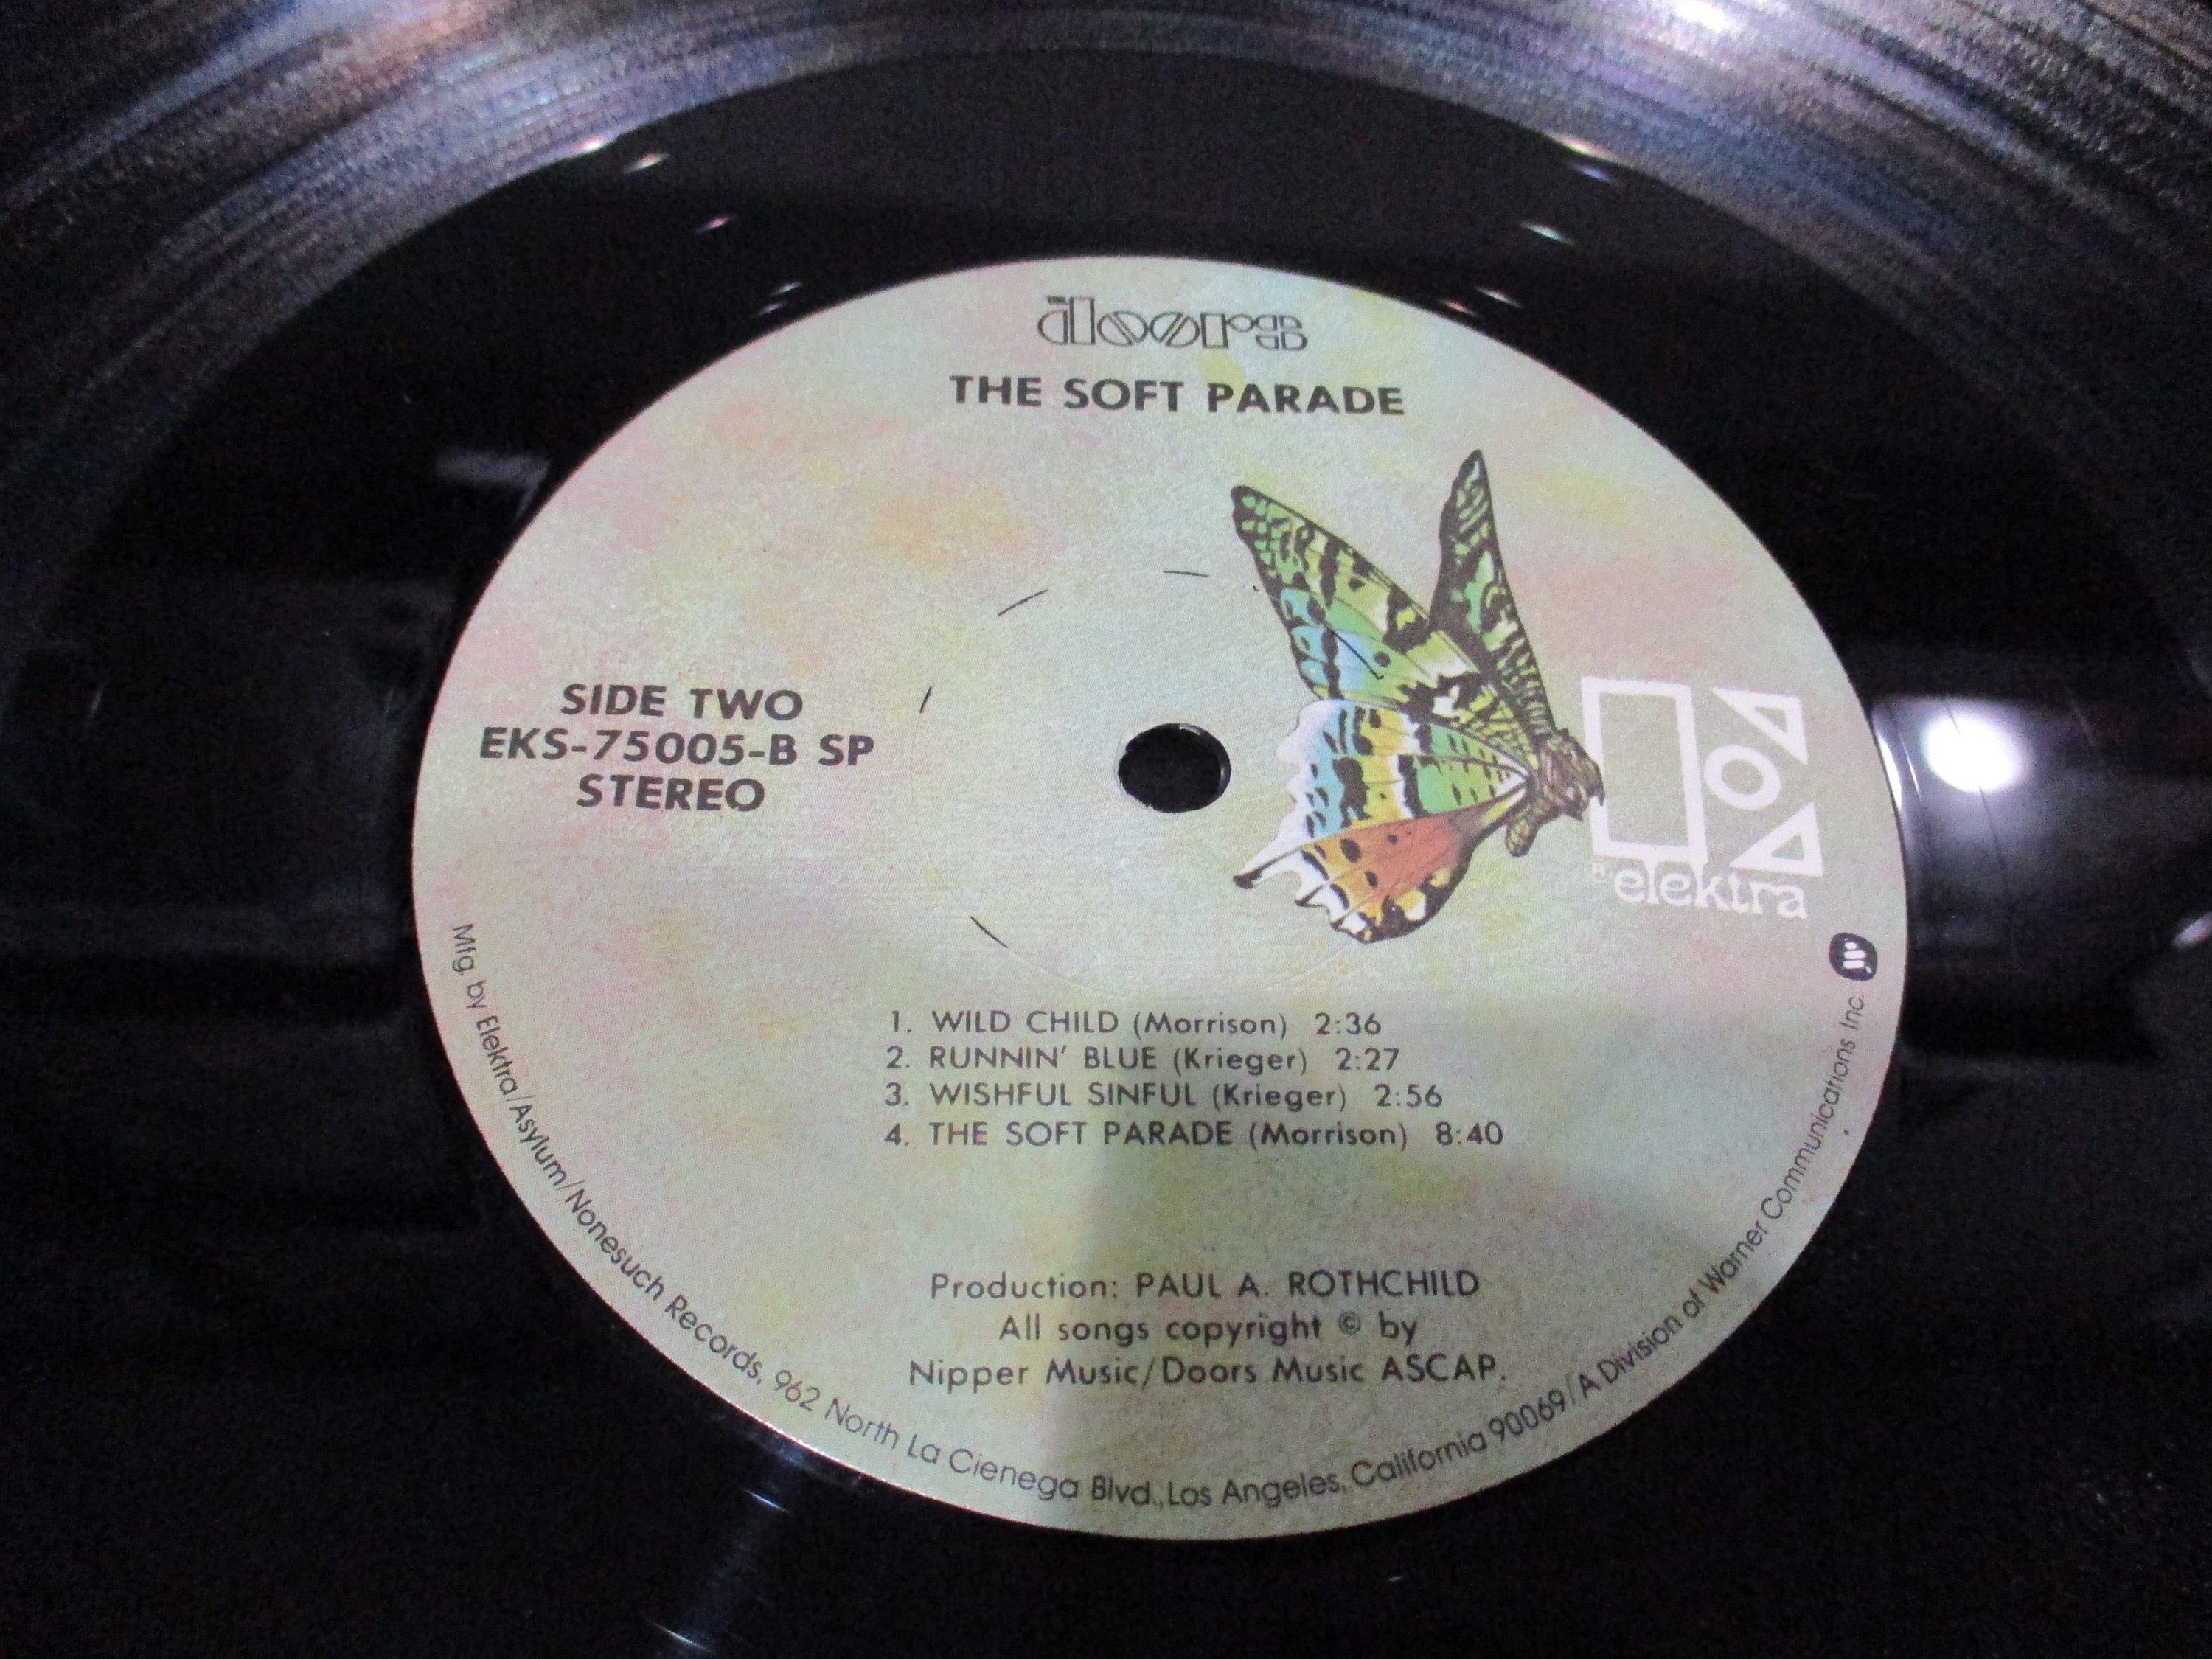 THE doors
THE SOFT PARADE
SIDE TWO
EKS-75005-B SP
STEREO
elektra
1. WILD CHILD (Morrison) 2:36
2. RUNNIN' BLUE (Krieger) 2:27
3. WISHFUL SINFUL (Krieger) 2:56
4. THE SOFT PARADE (Morrison) 8:40
Production: PAUL A. ROTHCHILD
All songs copyright © by
Nipper Music/Doors Music ASCAP.
Mfg. by Elektra/Asylum/Nonesuch Records, 962 North La Cienega Blvd., Los Angeles, California 90069/A Division of Warner Communications Inc.